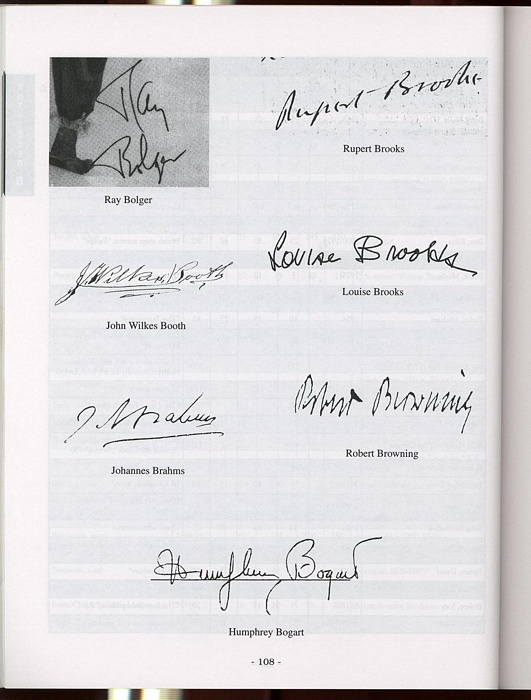 Ray
Bolger
Ray Bolger
Rupert Brooke
Rupert Brooks
J. Wilkes Booth
John Wilkes Booth
Louise Brooks
Louise Brooks
J Brahms
Johannes Brahms
Robert Browning
Robert Browning
Humphrey Bogart
Humphrey Bogart
- 108 -